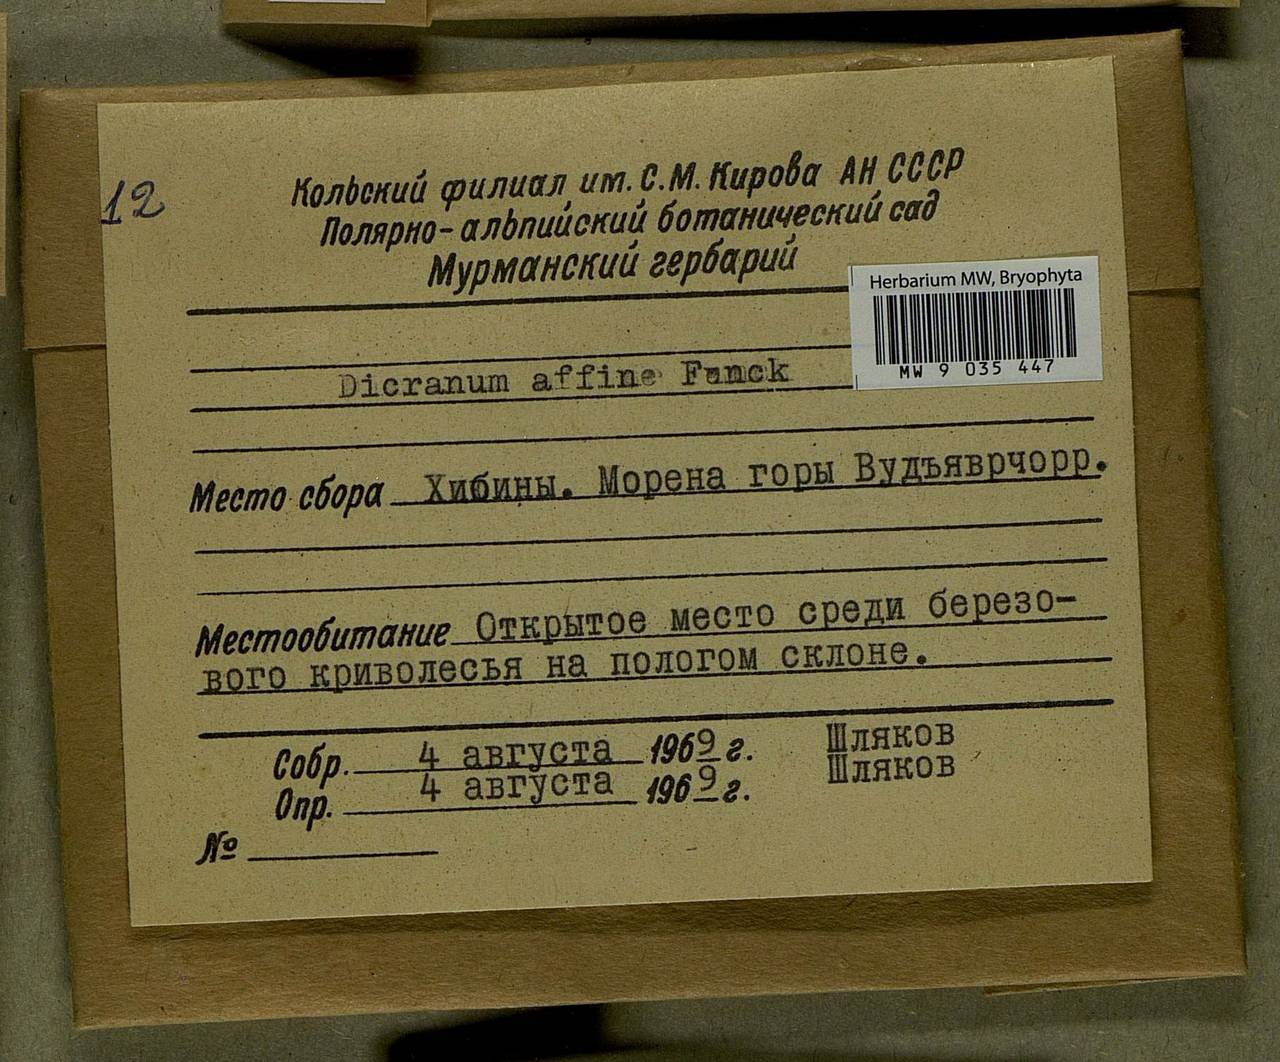 12
Кольский филиал им. С.М. Кирова АН СССР
Полярно-альпийский ботанический сад
Мурманский гербарий
Herbarium MW, Bryophyta
MW 9 035 447
Dicranum affine Funck
Место сбора Хибины. Морена горы Вудъяврчорр.
Местообитание Открытое место среди березо-
вого криволесья на пологом склоне.
Собр. 4 августа 1969 г. Шляков
Опр. 4 августа 1969 г. Шляков
№